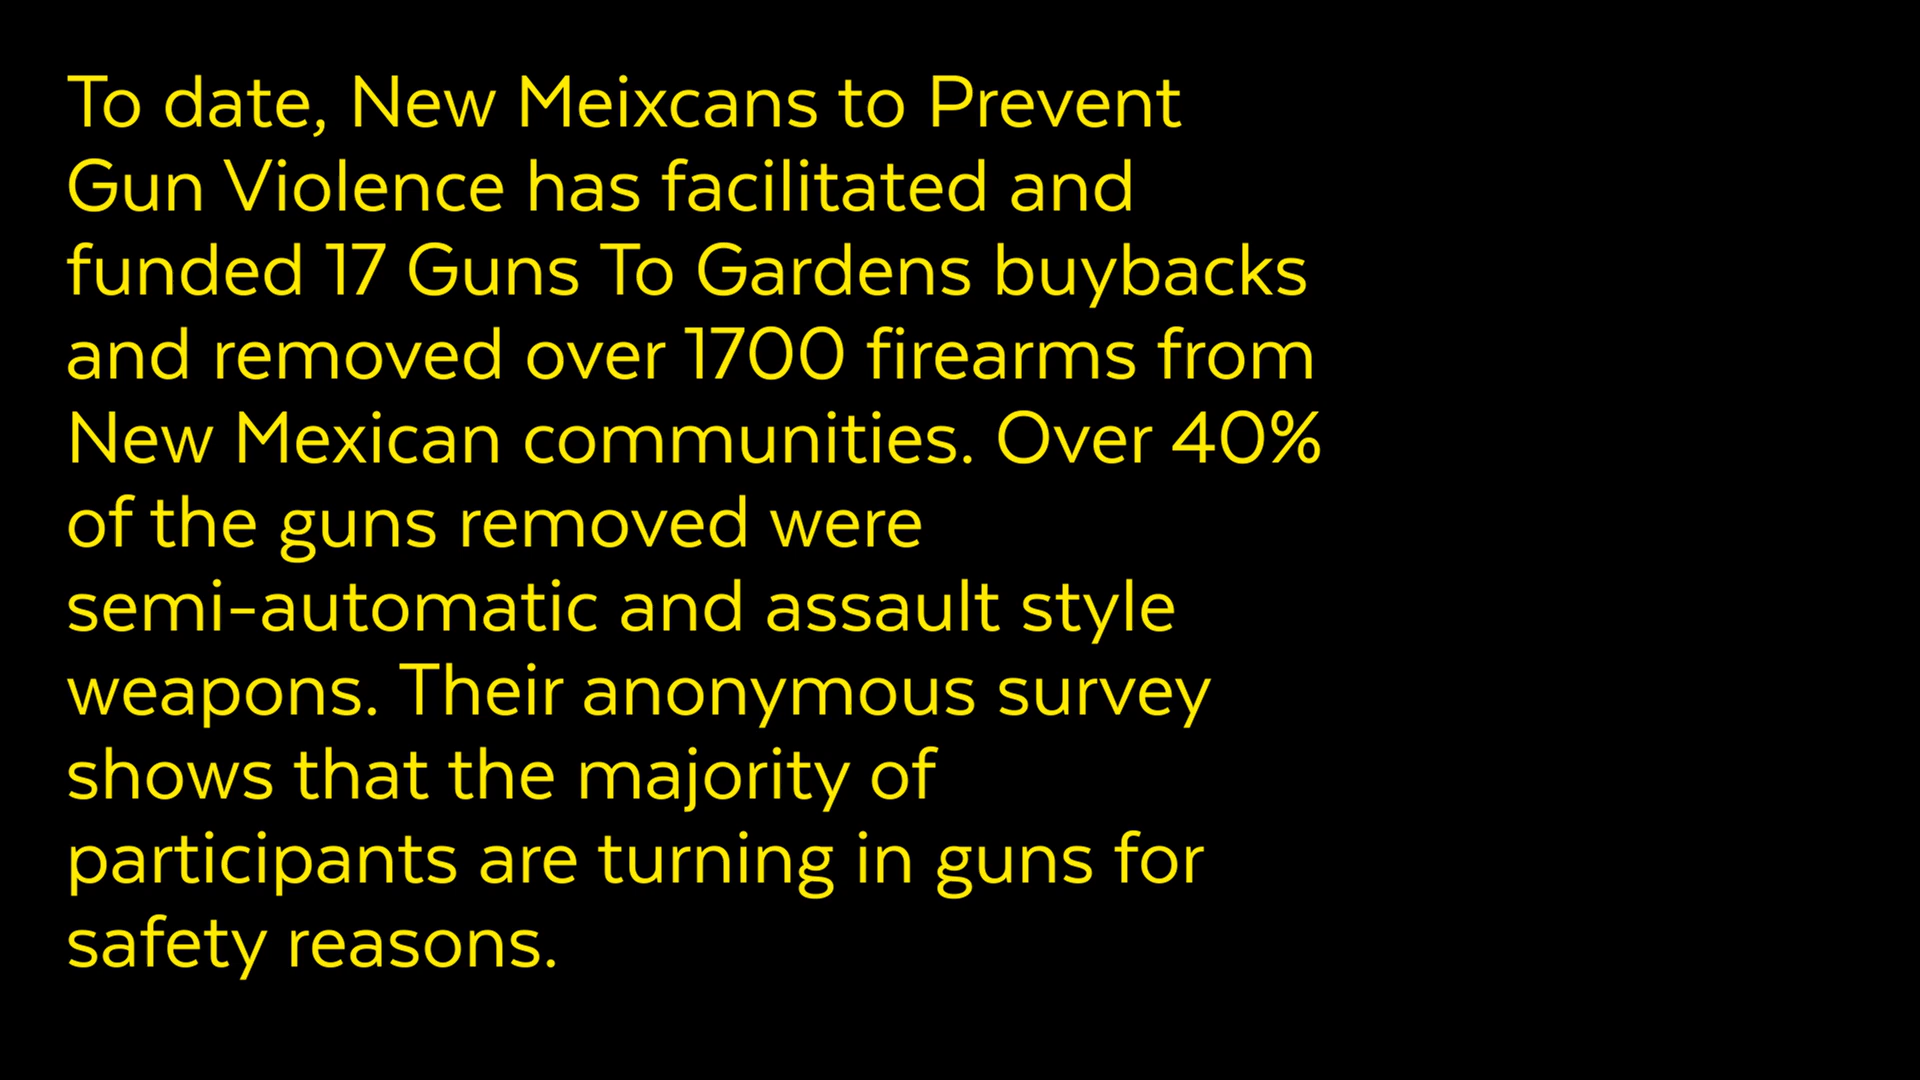 To date, New Meixcans to Prevent
Gun Violence has facilitated and
funded 17 Guns To Gardens buybacks
and removed over 1700 firearms from
New Mexican communities. Over 40%
of the guns removed were
semi-automatic and assault style
weapons. Their anonymous survey
shows that the majority of
participants are turning in guns for
safety reasons.